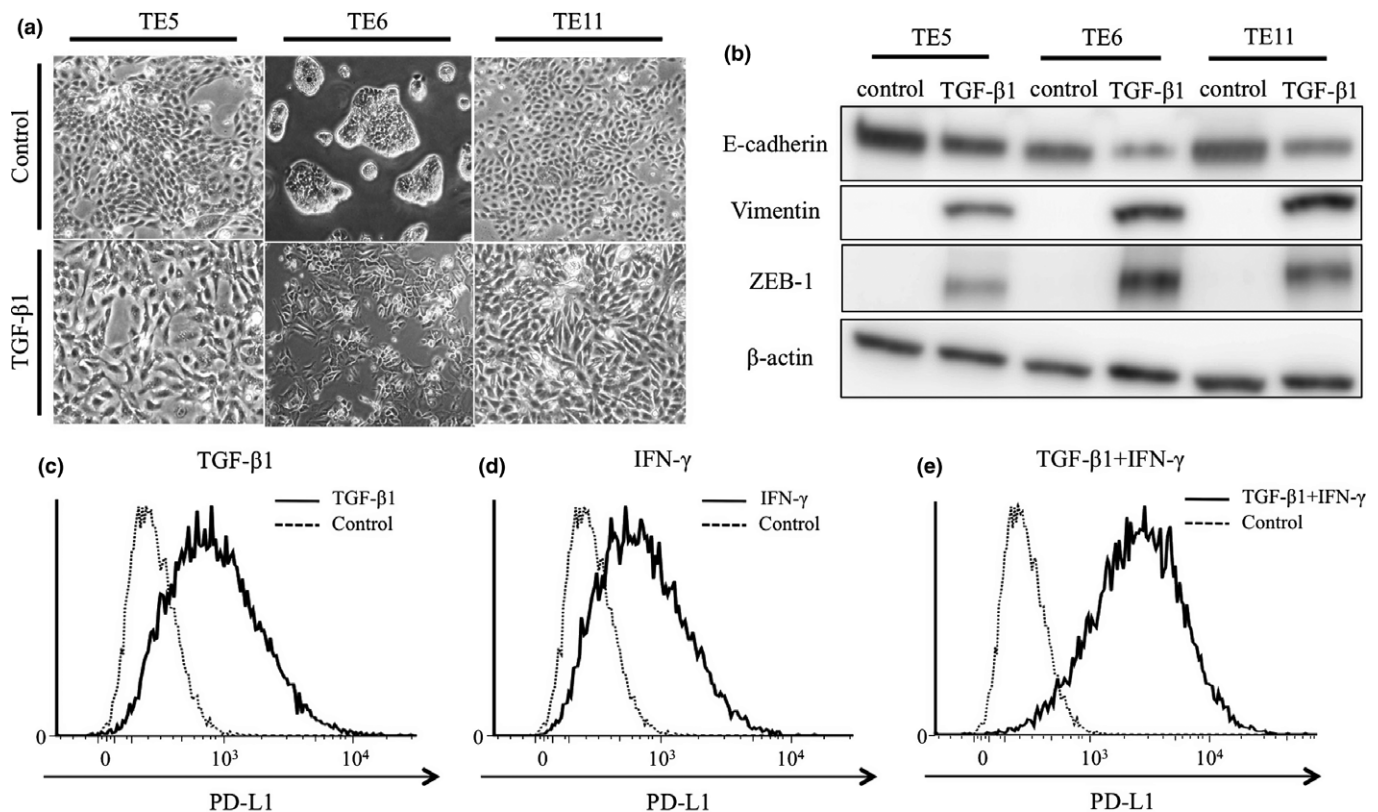 (a)
TE5 TE6 TE11
Control
TGF-β1
(b)
TE5 TE6 TE11
control TGF-β1 control TGF-β1 control TGF-β1
E-cadherin
Vimentin
ZEB-1
β-actin
(c)
TGF-β1
TGF-β1
Control
0
0 10³ 10⁴
PD-L1
(d)
IFN-γ
IFN-γ
Control
0
0 10³ 10⁴
PD-L1
(e)
TGF-β1+IFN-γ
TGF-β1+IFN-γ
Control
0
0 10³ 10⁴
PD-L1